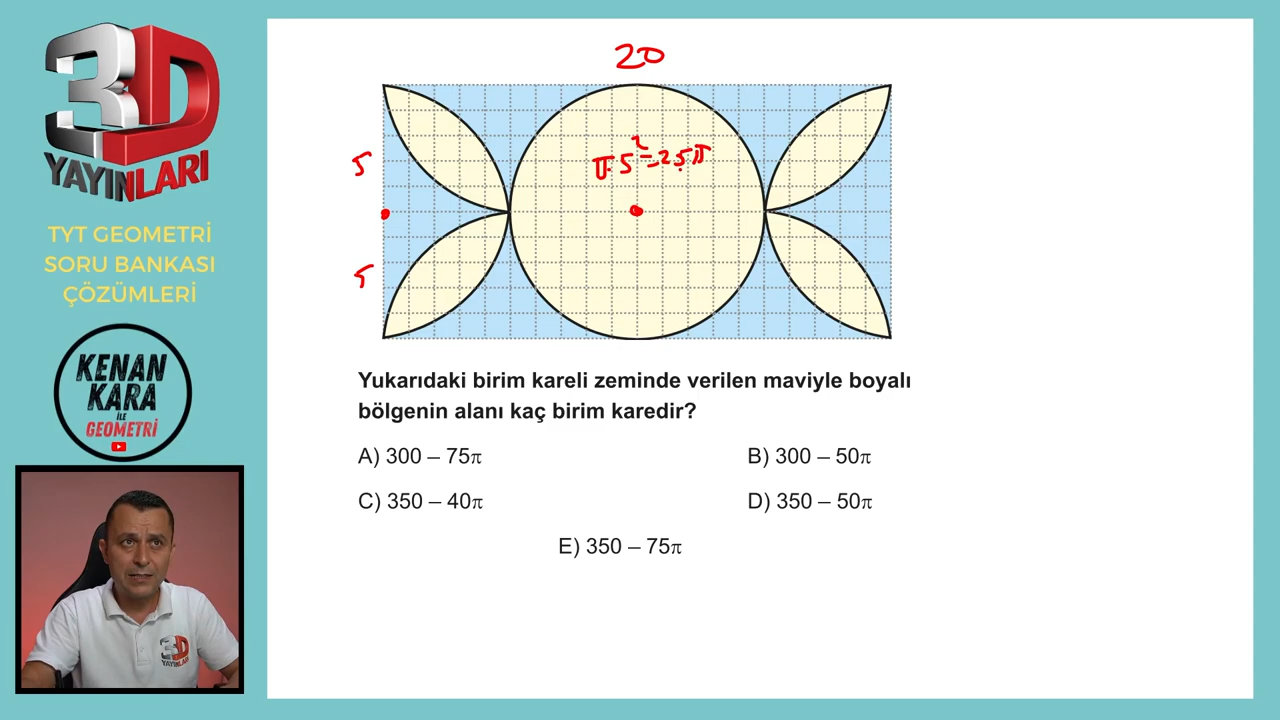 3D
YAYINLARI
TYT GEOMETRİ
SORU BANKASI
ÇÖZÜMLERİ
KENAN
KARA
İLE
GEOMETRİ
3D
YAYINLARI
20
5
5
π.5²=25π
Yukarıdaki birim kareli zeminde verilen maviyle boyalı
bölgenin alanı kaç birim karedir?
A) 300 – 75π
B) 300 – 50π
C) 350 – 40π
D) 350 – 50π
E) 350 – 75π